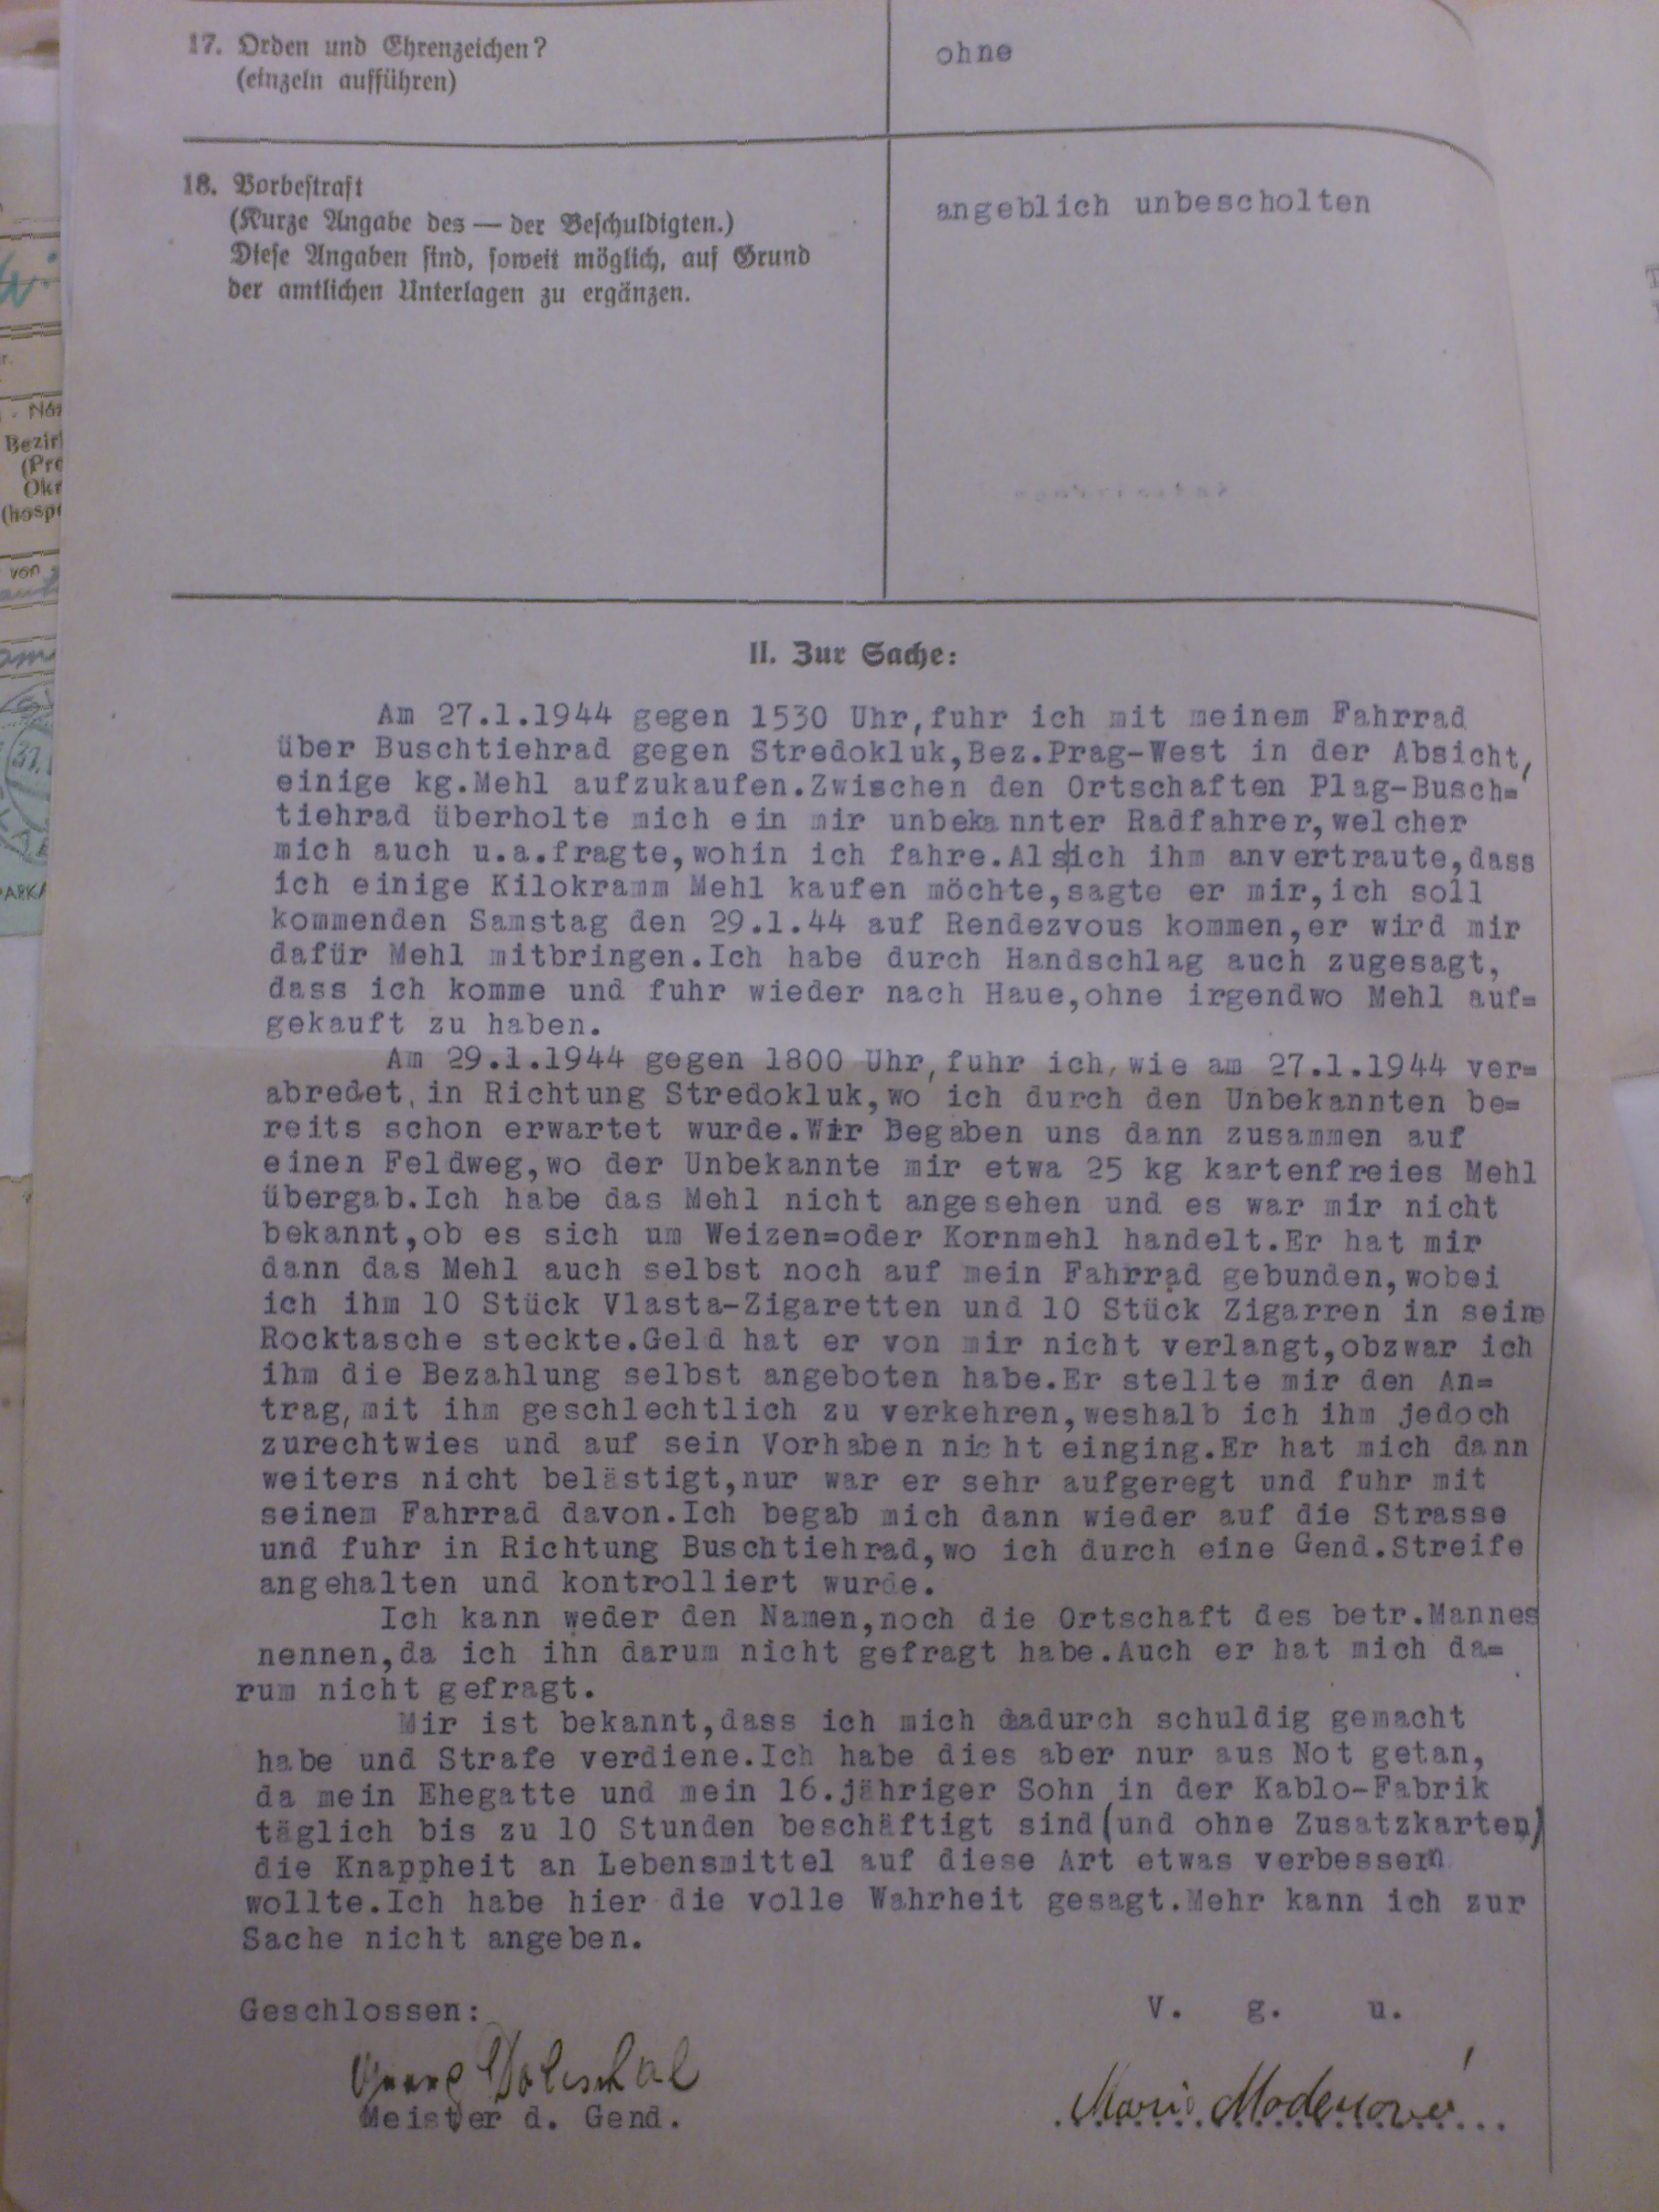 17. Orden und Ehrenzeichen?
(einzeln aufführen)
ohne
18. Vorbestraft
(Kurze Angabe des — der Beschuldigten.)
Diese Angaben sind, soweit möglich, auf Grund
der amtlichen Unterlagen zu ergänzen.
angeblich unbescholten
Bezir
(Pro
Okr
(hospo
von
II. Zur Sache:
Am 27.1.1944 gegen 1530 Uhr,fuhr ich mit meinem Fahrrad
über Buschtiehrad gegen Stredokluk,Bez.Prag-West in der Absicht,
einige kg.Mehl aufzukaufen.Zwischen den Ortschaften Plag-Busch=
tiehrad überholte mich ein mir unbekannter Radfahrer,welcher
mich auch u.a.fragte,wohin ich fahre.Als|ich ihm anvertraute,dass
ich einige Kilokramm Mehl kaufen möchte,sagte er mir,ich soll
kommenden Samstag den 29.1.44 auf Rendezvous kommen,er wird mir
dafür Mehl mitbringen.Ich habe durch Handschlag auch zugesagt,
dass ich komme und fuhr wieder nach Haue,ohne irgendwo Mehl auf=
gekauft zu haben.
Am 29.1.1944 gegen 1800 Uhr,fuhr ich,wie am 27.1.1944 ver=
abredet,in Richtung Stredokluk,wo ich durch den Unbekannten be=
reits schon erwartet wurde.Wir Begaben uns dann zusammen auf
einen Feldweg,wo der Unbekannte mir etwa 25 kg kartenfreies Mehl
übergab.Ich habe das Mehl nicht angesehen und es war mir nicht
bekannt,ob es sich um Weizen=oder Kornmehl handelt.Er hat mir
dann das Mehl auch selbst noch auf mein Fahrrad gebunden,wobei
ich ihm 10 Stück Vlasta-Zigaretten und 10 Stück Zigarren in seine
Rocktasche steckte.Geld hat er von mir nicht verlangt,obzwar ich
ihm die Bezahlung selbst angeboten habe.Er stellte mir den An=
trag,mit ihm geschlechtlich zu verkehren,weshalb ich ihm jedoch
zurechtwies und auf sein Vorhaben nicht einging.Er hat mich dann
weiters nicht belästigt,nur war er sehr aufgeregt und fuhr mit
seinem Fahrrad davon.Ich begab mich dann wieder auf die Strasse
und fuhr in Richtung Buschtiehrad,wo ich durch eine Gend.Streife
angehalten und kontrolliert wurde.
Ich kann weder den Namen,noch die Ortschaft des betr.Mannes
nennen,da ich ihn darum nicht gefragt habe.Auch er hat mich da=
rum nicht gefragt.
Mir ist bekannt,dass ich mich dadurch schuldig gemacht
habe und Strafe verdiene.Ich habe dies aber nur aus Not getan,
da mein Ehegatte und mein 16.jähriger Sohn in der Kablo-Fabrik
täglich bis zu 10 Stunden beschäftigt sind(und ohne Zusatzkarten)
die Knappheit an Lebensmittel auf diese Art etwas verbessern
wollte.Ich habe hier die volle Wahrheit gesagt.Mehr kann ich zur
Sache nicht angeben.
Geschlossen:
V. g. u.
Meister d. Gend.
Marie Modenová